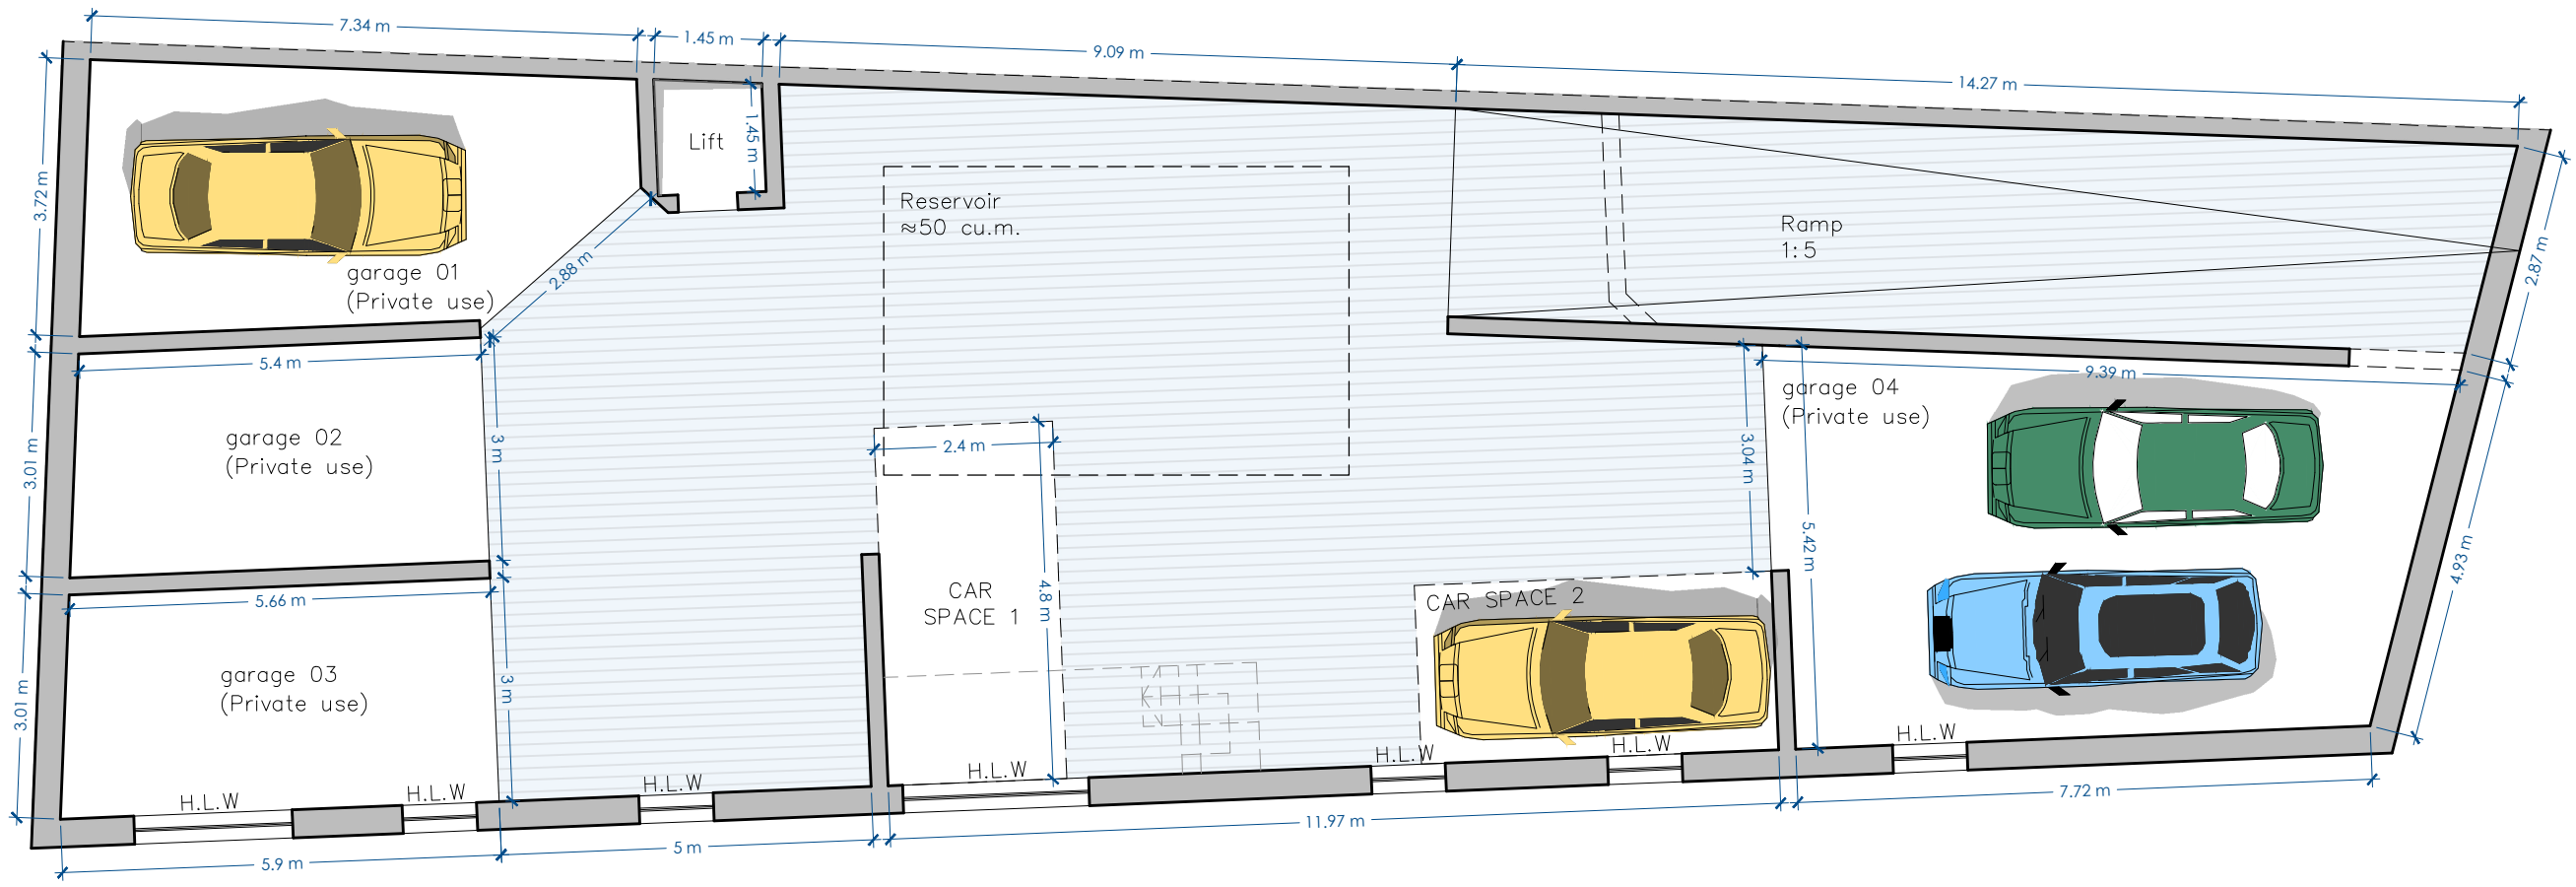 7.34 m
1.45 m
9.09 m
14.27 m
3.72 m
Lift
1.45 m
Reservoir
≈50 cu.m.
Ramp
1:5
2.87 m
2.88 m
garage 01
(Private use)
5.4 m
9.39 m
garage 04
(Private use)
3.01 m
garage 02
(Private use)
3 m
2.4 m
3.04 m
5.42 m
4.93 m
5.66 m
CAR
SPACE 1
4.8 m
CAR SPACE 2
3.01 m
garage 03
(Private use)
3 m
H.L.W
H.L.W
H.L.W
H.L.W
H.L.W
H.L.W
H.L.W
5.9 m
5 m
11.97 m
7.72 m